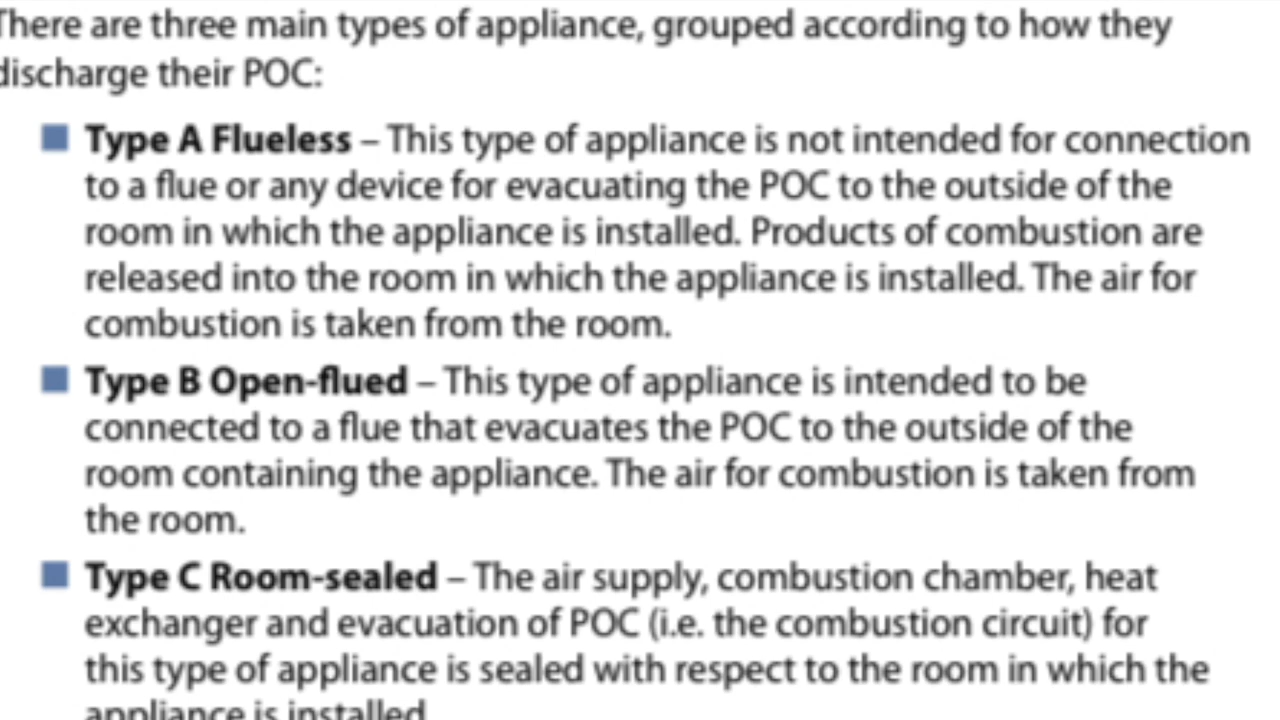 There are three main types of appliance, grouped according to how they
discharge their POC:
Type A Flueless – This type of appliance is not intended for connection
to a flue or any device for evacuating the POC to the outside of the
room in which the appliance is installed. Products of combustion are
released into the room in which the appliance is installed. The air for
combustion is taken from the room.
Type B Open-flued – This type of appliance is intended to be
connected to a flue that evacuates the POC to the outside of the
room containing the appliance. The air for combustion is taken from
the room.
Type C Room-sealed – The air supply, combustion chamber, heat
exchanger and evacuation of POC (i.e. the combustion circuit) for
this type of appliance is sealed with respect to the room in which the
appliance is installed